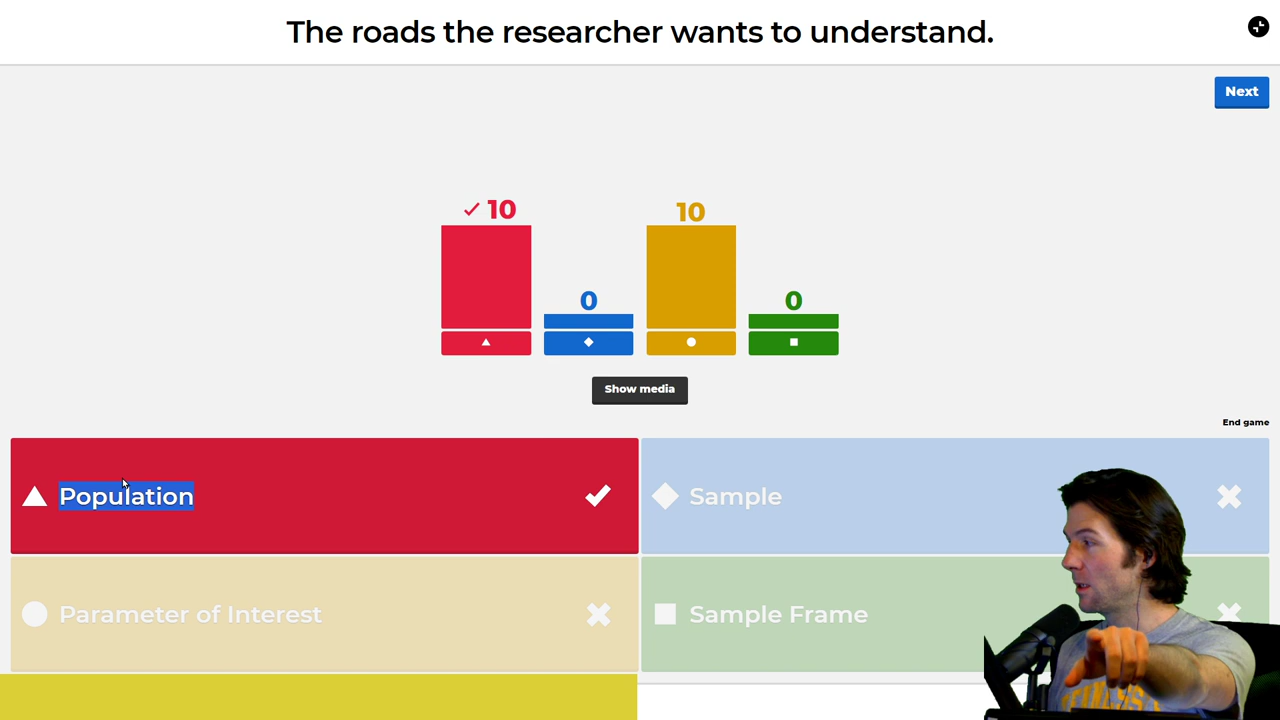 The roads the researcher wants to understand.
Next
10
0
10
0
Show media
End game
Population
Sample
Parameter of Interest
Sample Frame